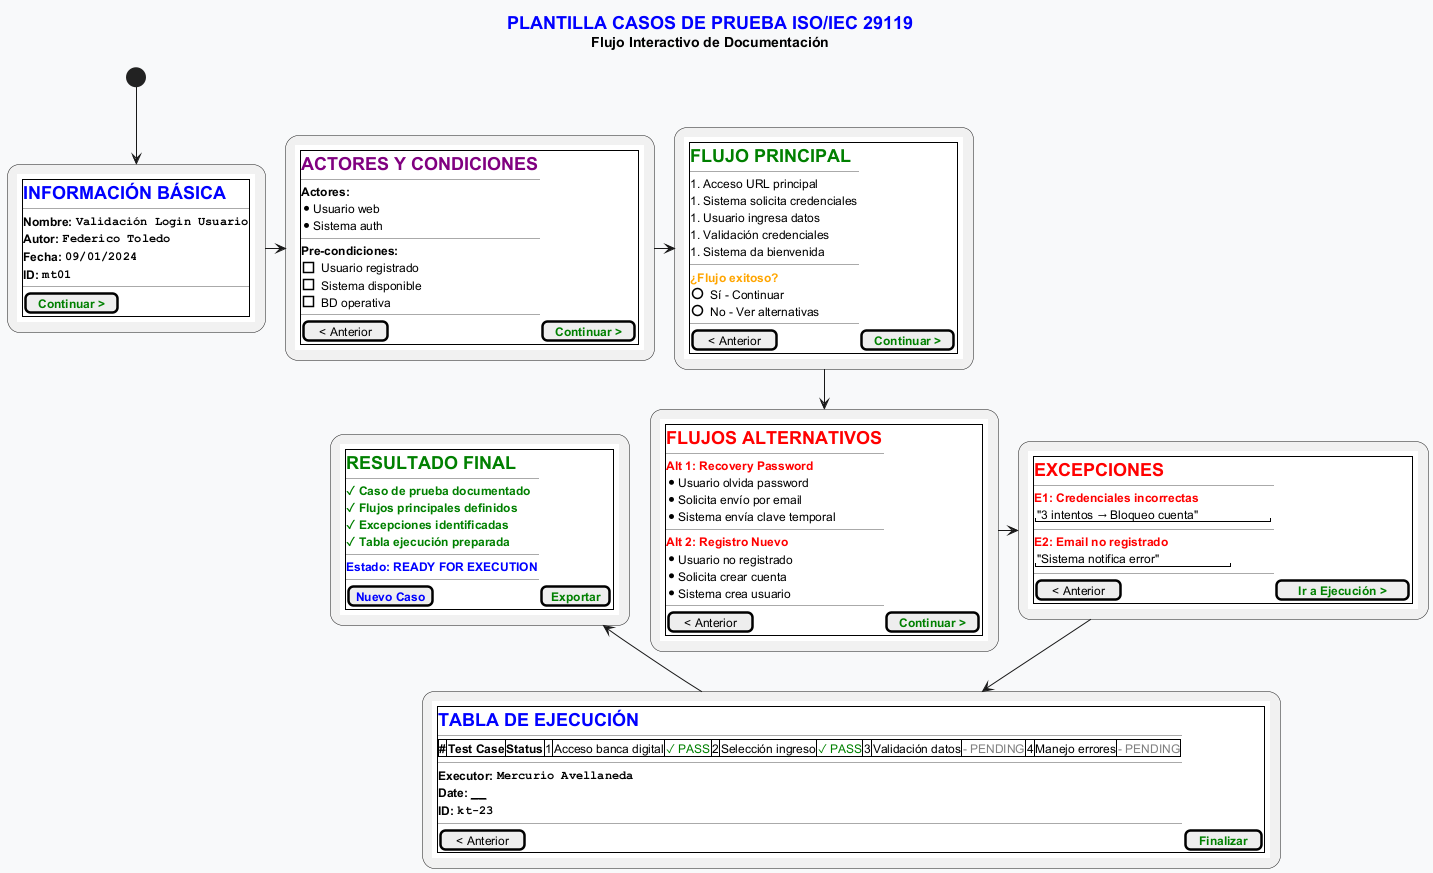 PLANTILLA CASOS DE PRUEBA ISO/IEC 29119
Flujo Interactivo de Documentación
INFORMACIÓN BÁSICA
Nombre: Validación Login Usuario
Autor: Federico Toledo
Fecha: 09/01/2024
ID: mt01
Continuar >
ACTORES Y CONDICIONES
Actores:
• Usuario web
• Sistema auth
Pre-condiciones:
Usuario registrado
Sistema disponible
BD operativa
< Anterior
Continuar >
FLUJO PRINCIPAL
1. Acceso URL principal
1. Sistema solicita credenciales
1. Usuario ingresa datos
1. Validación credenciales
1. Sistema da bienvenida
¿Flujo exitoso?
Sí - Continuar
No - Ver alternativas
< Anterior
Continuar >
FLUJOS ALTERNATIVOS
Alt 1: Recovery Password
• Usuario olvida password
• Solicita envío por email
• Sistema envía clave temporal
Alt 2: Registro Nuevo
• Usuario no registrado
• Solicita crear cuenta
• Sistema crea usuario
< Anterior
Continuar >
EXCEPCIONES
E1: Credenciales incorrectas
"3 intentos → Bloqueo cuenta"
E2: Email no registrado
"Sistema notifica error"
< Anterior
Ir a Ejecución >
TABLA DE EJECUCIÓN
# Test Case Status 1 Acceso banca digital ✓ PASS 2 Selección ingreso ✓ PASS 3 Validación datos - PENDING 4 Manejo errores - PENDING
Executor: Mercurio Avellaneda
Date: __
ID: kt-23
< Anterior
Finalizar
RESULTADO FINAL
✓ Caso de prueba documentado
✓ Flujos principales definidos
✓ Excepciones identificadas
✓ Tabla ejecución preparada
Estado: READY FOR EXECUTION
Nuevo Caso
Exportar